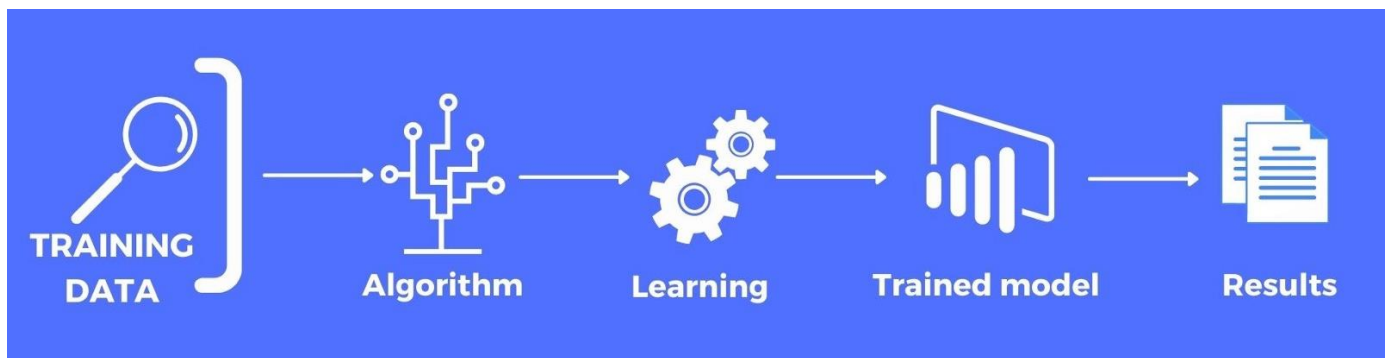 TRAINING
DATA
Algorithm
Learning
Trained model
Results